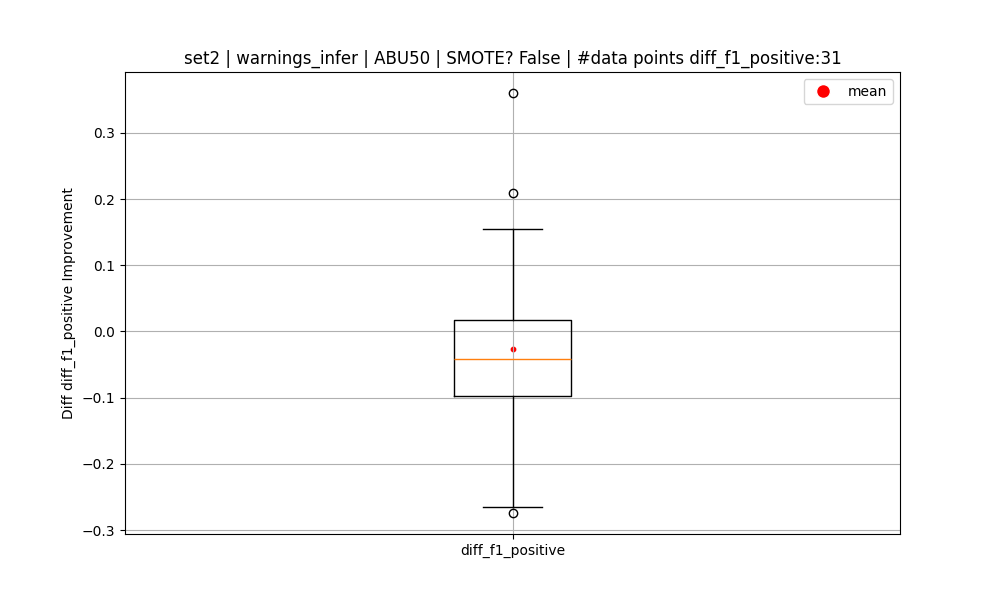 set2 | warnings_infer | ABU50 | SMOTE? False | #data points diff_f1_positive:31
mean
Diff diff_f1_positive Improvement
0.3
0.2
0.1
0.0
−0.1
−0.2
−0.3
diff_f1_positive